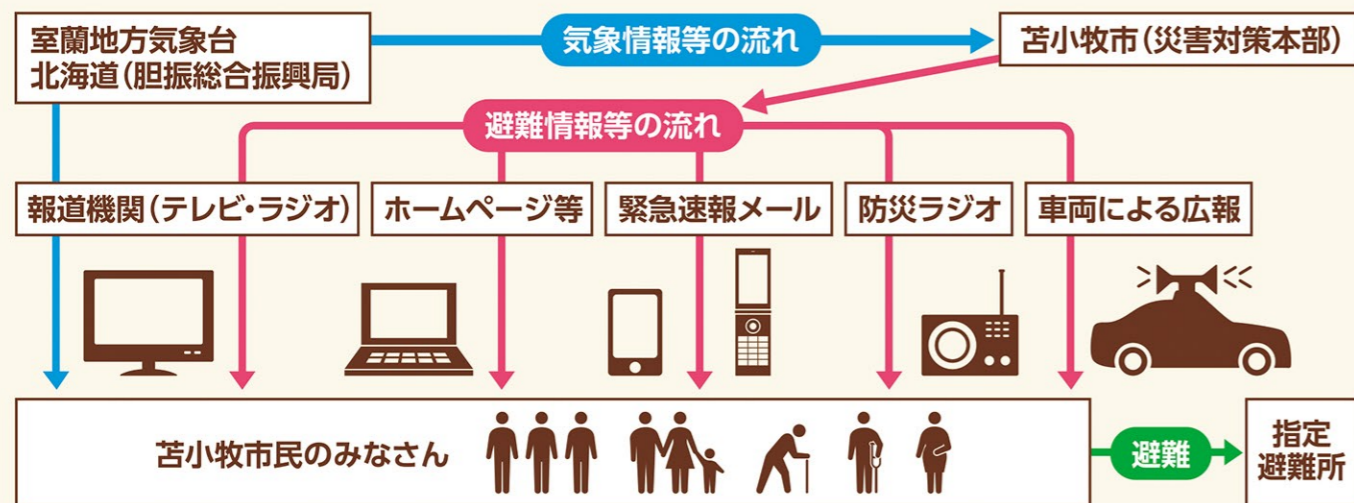 室蘭地方気象台
北海道(胆振総合振興局)
気象情報等の流れ
苫小牧市(災害対策本部)
避難情報等の流れ
報道機関(テレビ・ラジオ)
ホームページ等
緊急速報メール
防災ラジオ
車両による広報
苫小牧市民のみなさん
避難
指定
避難所